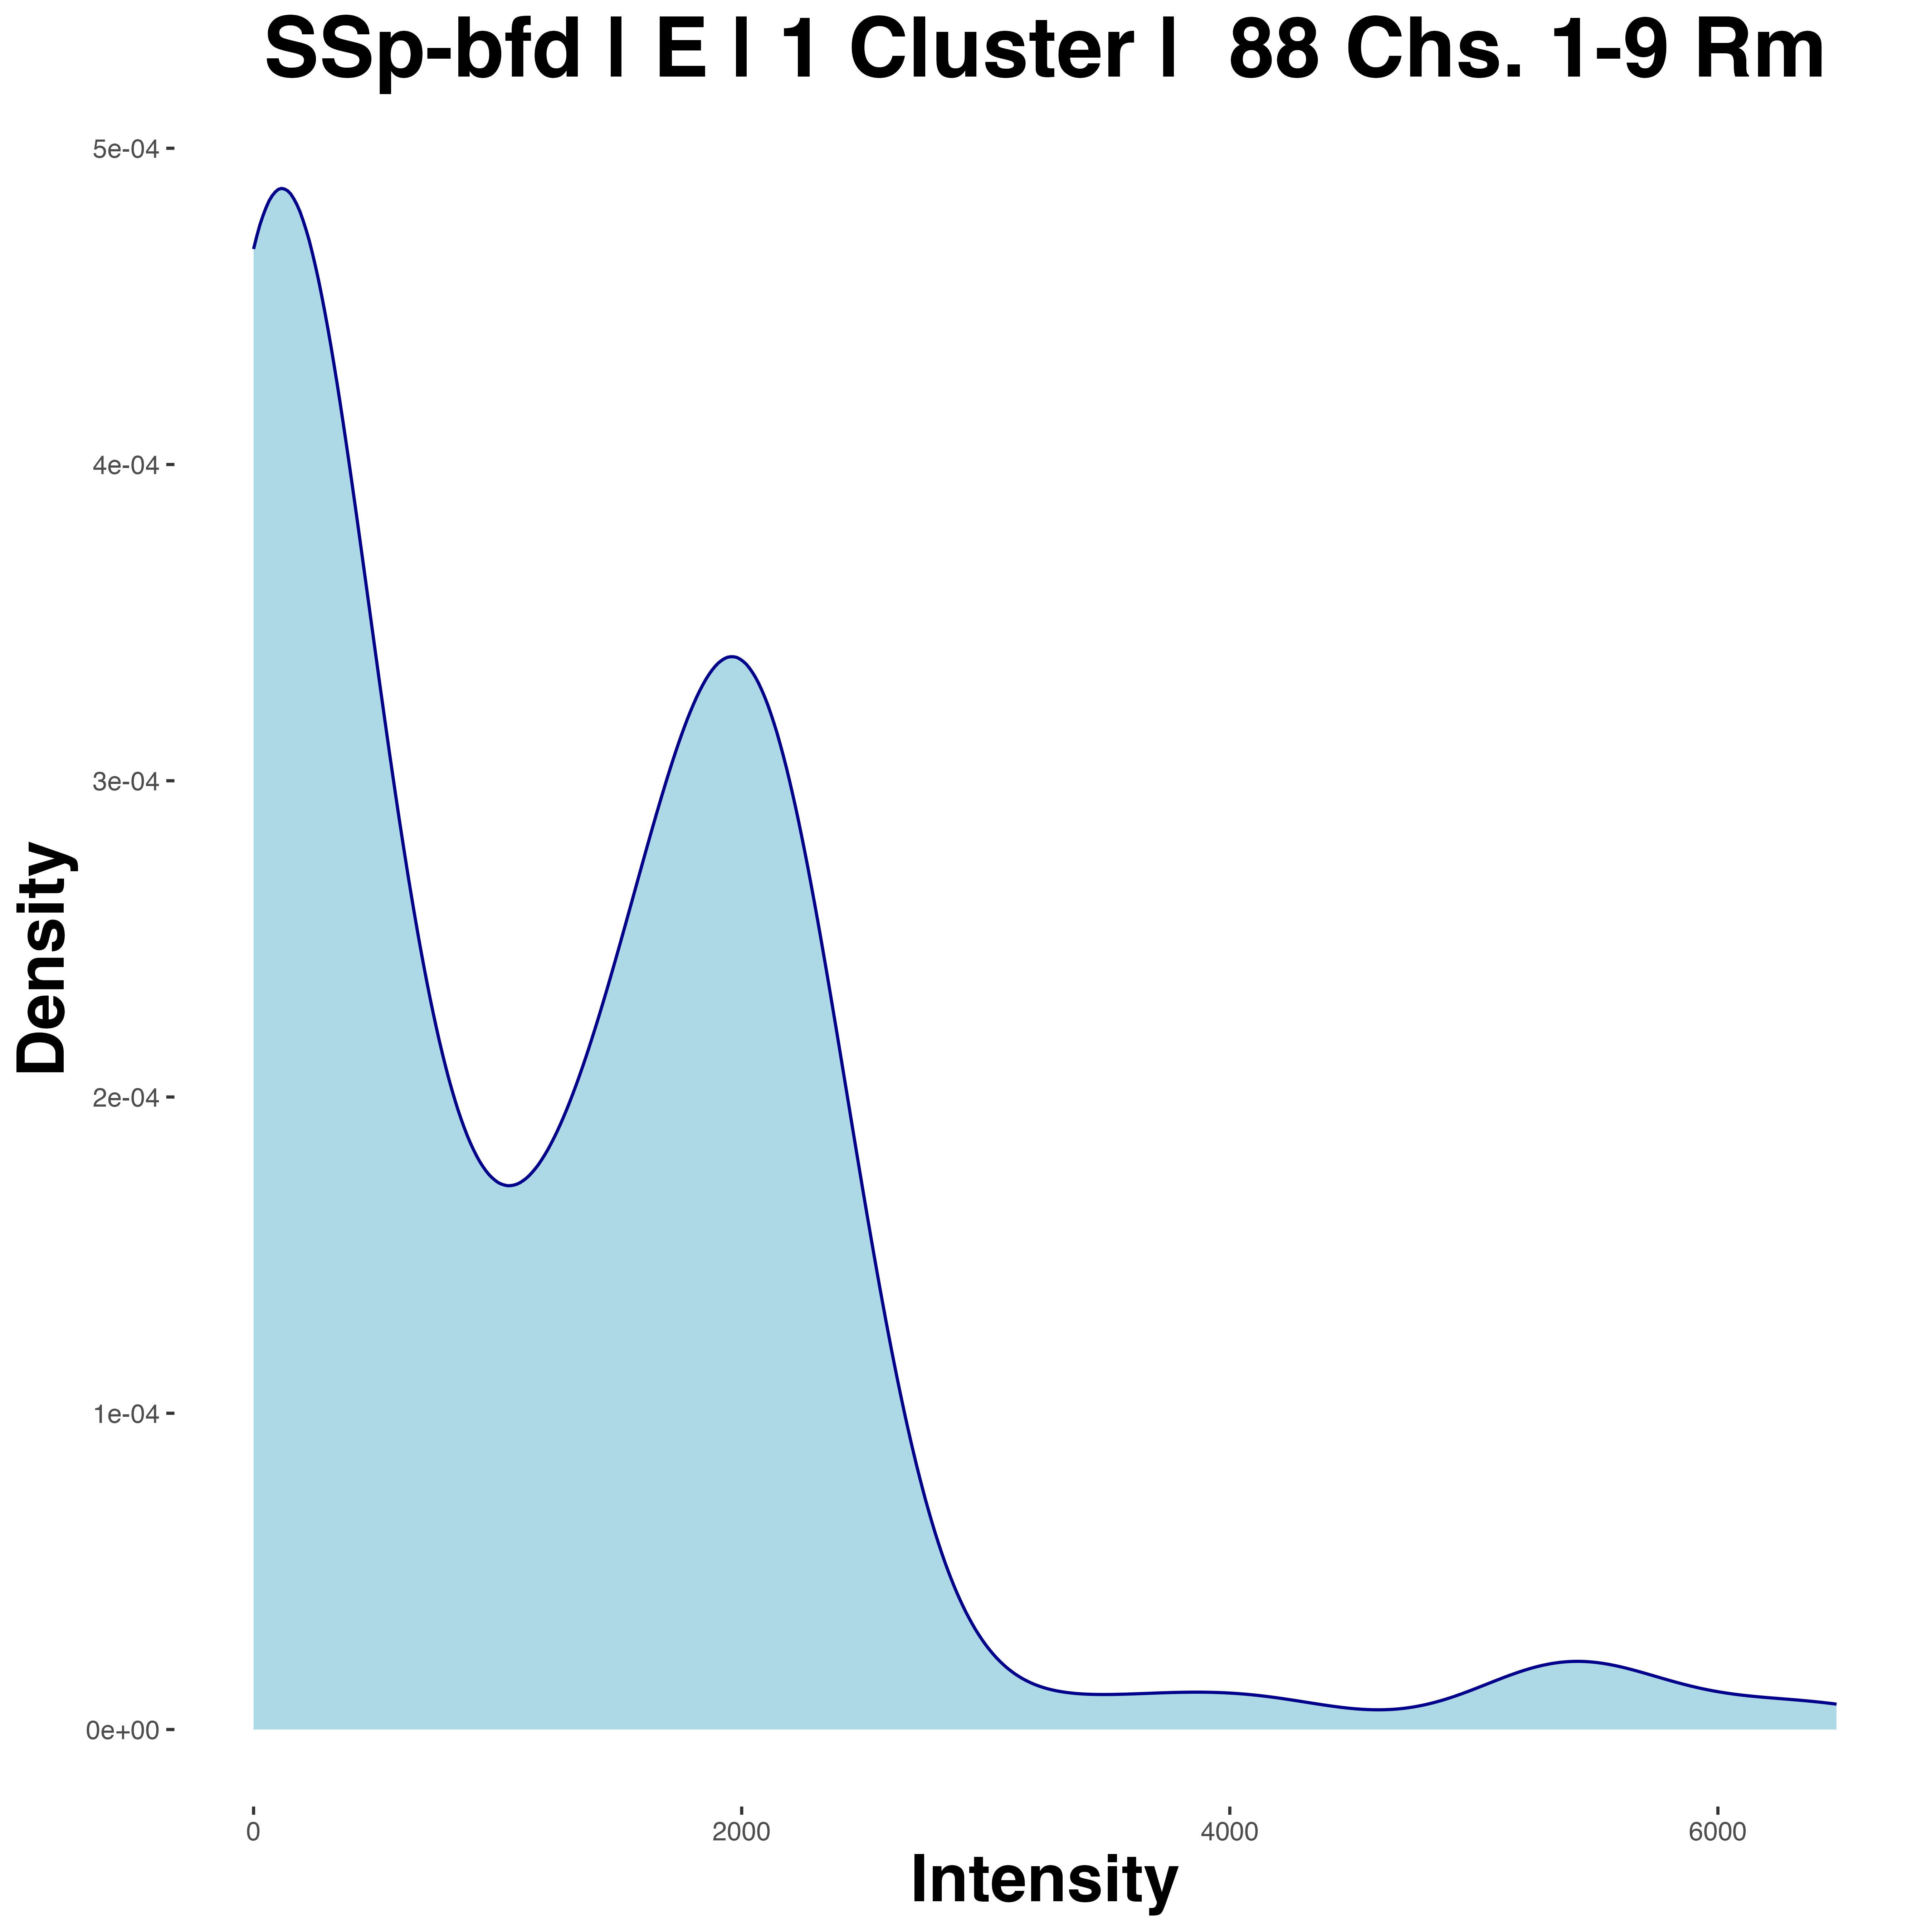 SSp-bfd | E | 1 Cluster |  88 Chs. 1-9 Rm
5e-04
4e-04
3e-04
2e-04
1e-04
0e+00
Density
0 2000 4000 6000
Intensity